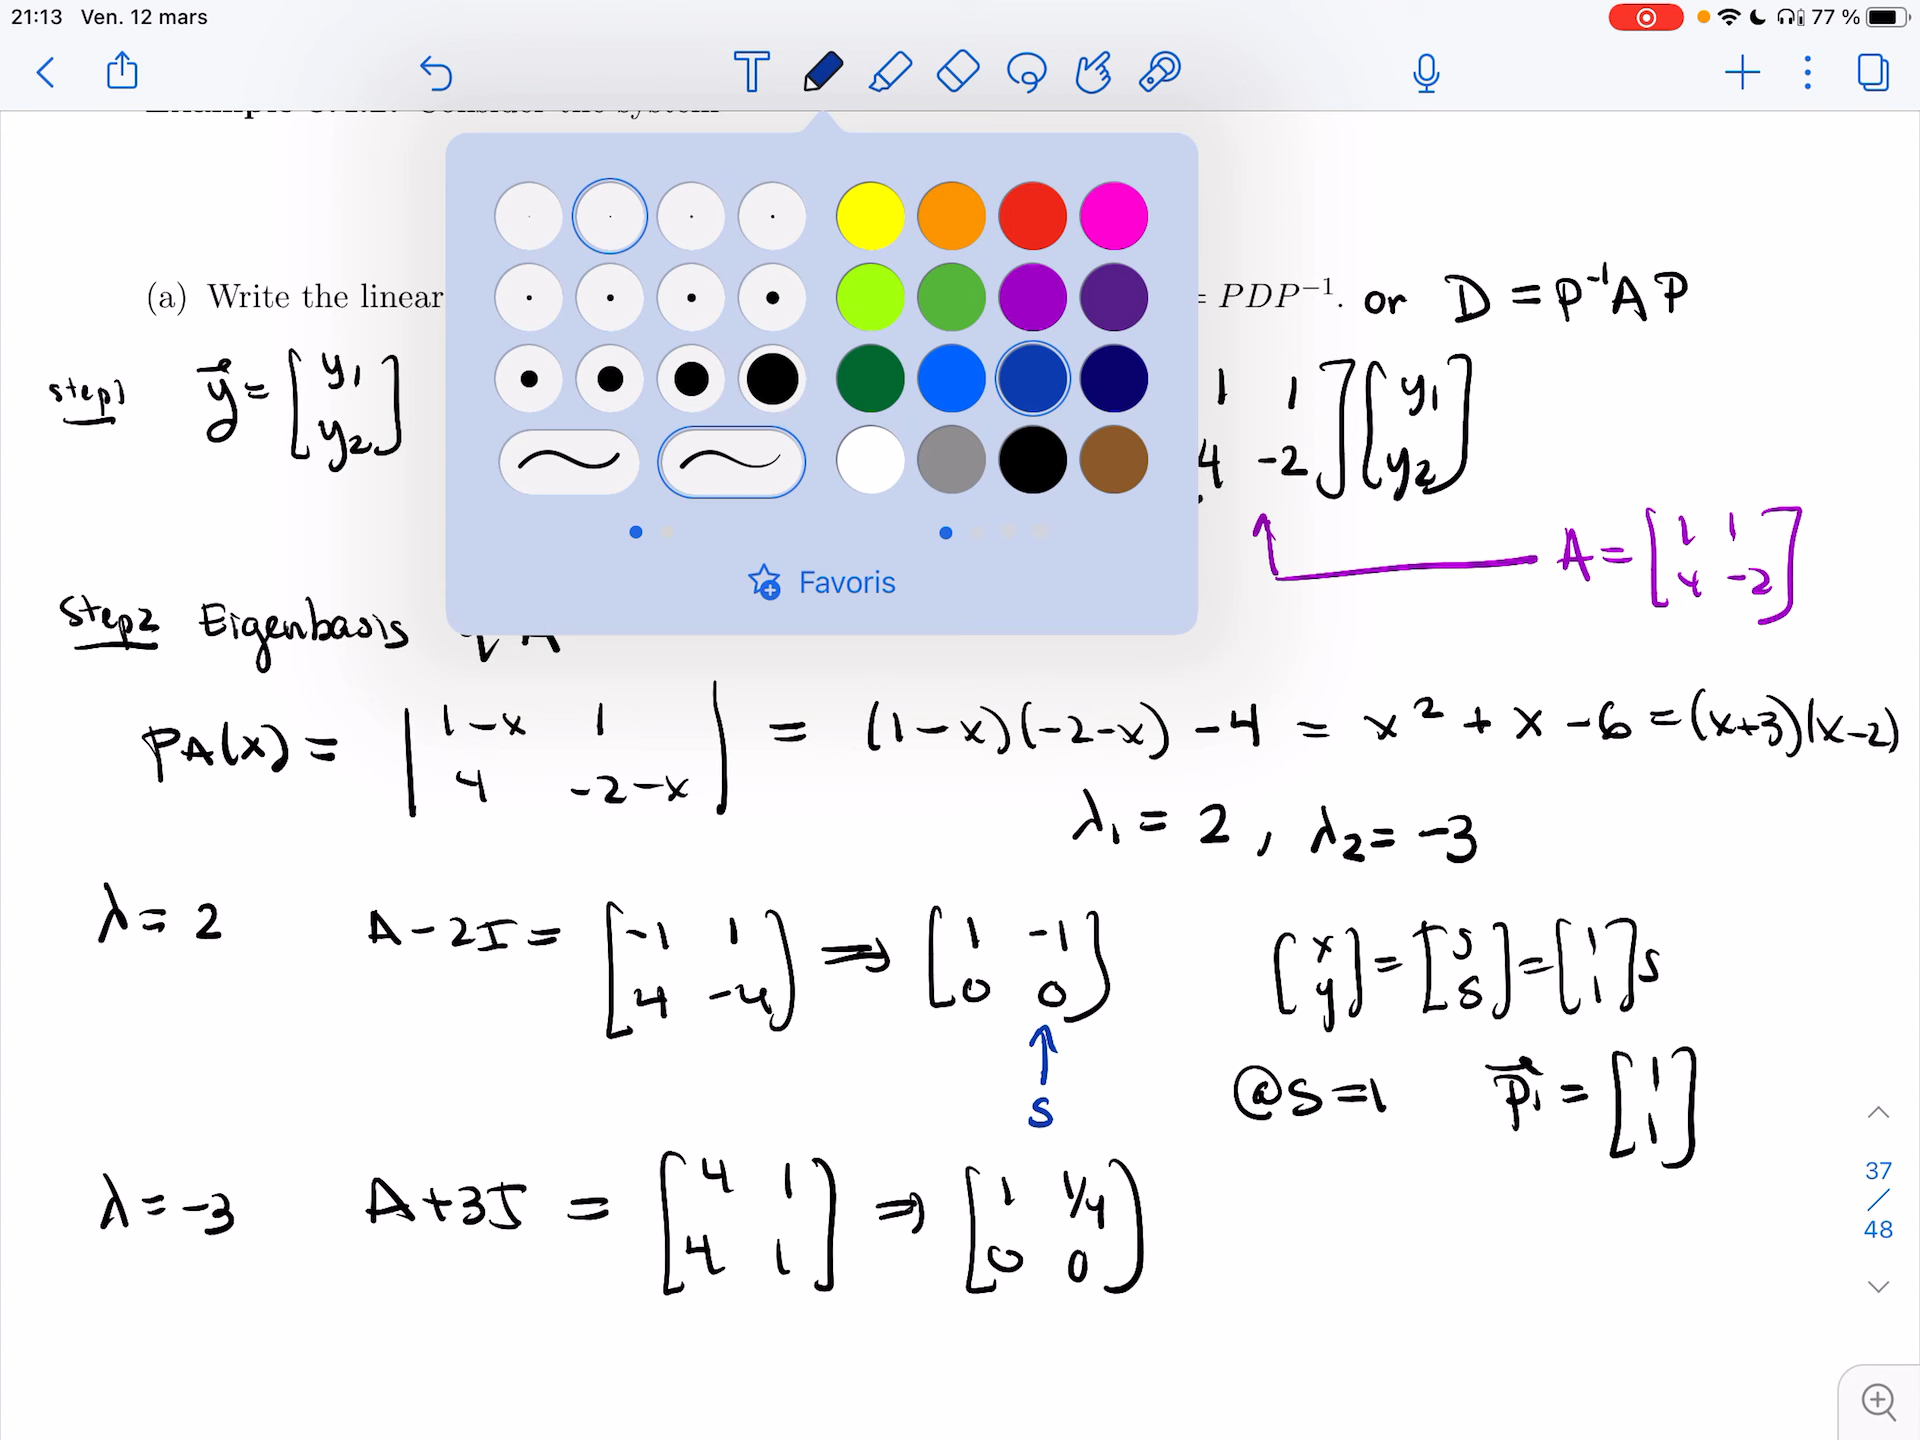 21:13 Ven. 12 mars 77 %
(a) Write the linear = PDP⁻¹. or D = P⁻¹AP
step1 y⃗ = [y1 y2] [1 1 4 -2] [y1 y2]
A = [1 1 4 -2]
Favoris
Step2 Eigenbasis of A
PA(x) = |1-x 1 4 -2-x| = (1-x)(-2-x) -4 = x² + x -6 = (x+3)(x-2)
λ1 = 2, λ2 = -3
λ = 2 A - 2I = [-1 1 4 -4] ⇒ [1 -1 0 0] [x y] = [s s] = [1 1]s
s
@s=1 p⃗1 = [1 1]
λ = -3 A+3I = [4 1 4 1] ⇒ [1 1/4 0 0]
37
/
48